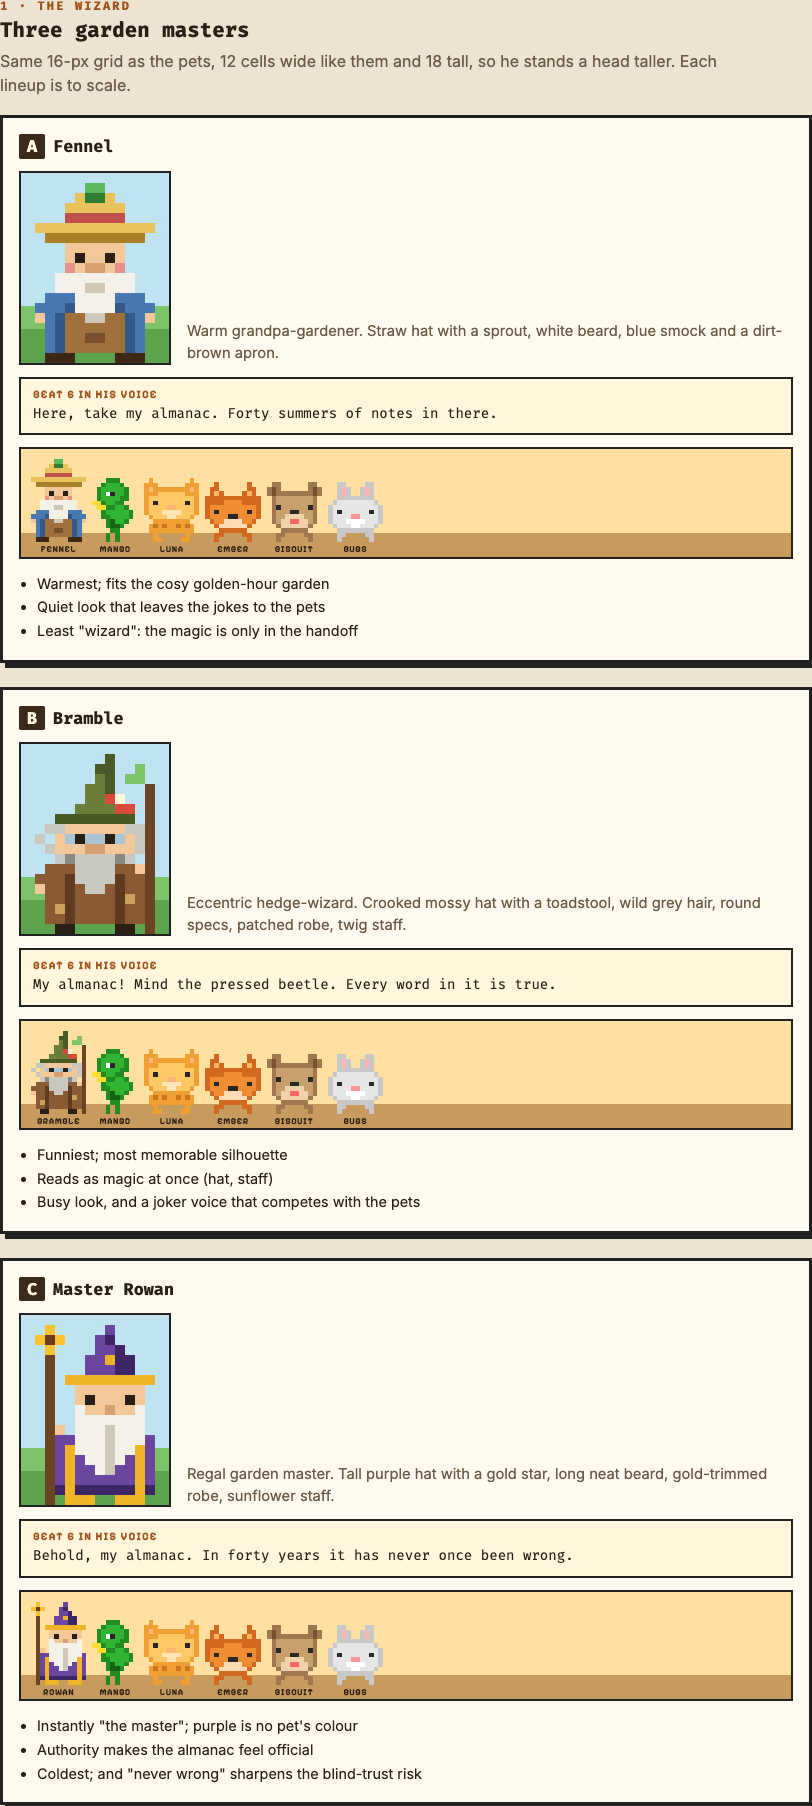 1 · THE WIZARD
Three garden masters
Same 16-px grid as the pets, 12 cells wide like them and 18 tall, so he stands a head taller. Each
lineup is to scale.
A Fennel
Warm grandpa-gardener. Straw hat with a sprout, white beard, blue smock and a dirt-
brown apron.
BEAT 6 IN HIS VOICE
Here, take my almanac. Forty summers of notes in there.
FENNEL MANGO LUNA EMBER BISCUIT BUGS
• Warmest; fits the cosy golden-hour garden
• Quiet look that leaves the jokes to the pets
• Least "wizard": the magic is only in the handoff
B Bramble
Eccentric hedge-wizard. Crooked mossy hat with a toadstool, wild grey hair, round
specs, patched robe, twig staff.
BEAT 6 IN HIS VOICE
My almanac! Mind the pressed beetle. Every word in it is true.
BRAMBLE MANGO LUNA EMBER BISCUIT BUGS
• Funniest; most memorable silhouette
• Reads as magic at once (hat, staff)
• Busy look, and a joker voice that competes with the pets
C Master Rowan
Regal garden master. Tall purple hat with a gold star, long neat beard, gold-trimmed
robe, sunflower staff.
BEAT 6 IN HIS VOICE
Behold, my almanac. In forty years it has never once been wrong.
ROWAN MANGO LUNA EMBER BISCUIT BUGS
• Instantly "the master"; purple is no pet's colour
• Authority makes the almanac feel official
• Coldest; and "never wrong" sharpens the blind-trust risk